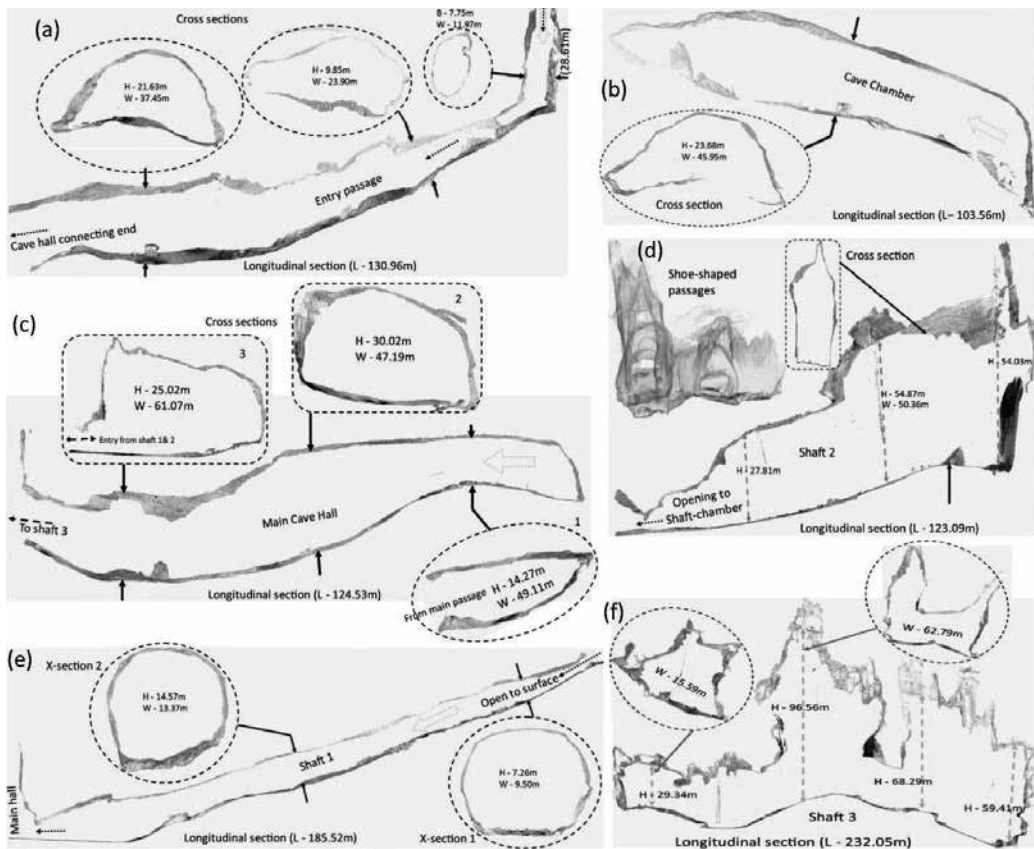 (a)
Cross sections
B - 7.75m
W - 11.97m
H - 21.63m
W - 37.45m
H - 9.85m
W - 23.90m
(28.61m)
Entry passage
Cave hall connecting end
Longitudinal section (L - 130.96m)
(b)
Cave Chamber
H - 23.68m
W - 45.95m
Cross section
Longitudinal section (L– 103.56m)
(c)
Cross sections
3
H - 25.02m
W - 61.07m
Entry from shaft 1& 2
2
H - 30.02m
W - 47.19m
Main Cave Hall
To shaft 3
1
From main passage
H - 14.27m
W - 49.11m
Longitudinal section (L - 124.53m)
(d)
Cross section
Shoe-shaped
passages
H - 54.03m
H - 54.87m
W - 50.36m
H - 27.81m
Shaft 2
Opening to
Shaft-chamber
Longitudinal section (L - 123.09m)
(e)
X-section 2
H - 14.57m
W - 13.37m
Open to surface
Shaft 1
H - 7.26m
W - 9.50m
Main hall
Longitudinal section (L - 185.52m)
X-section 1
(f)
W - 62.79m
W - 15.59m
H - 96.56m
H - 29.34m
H - 68.29m
H - 59.41m
Shaft 3
Longitudinal section (L - 232.05m)